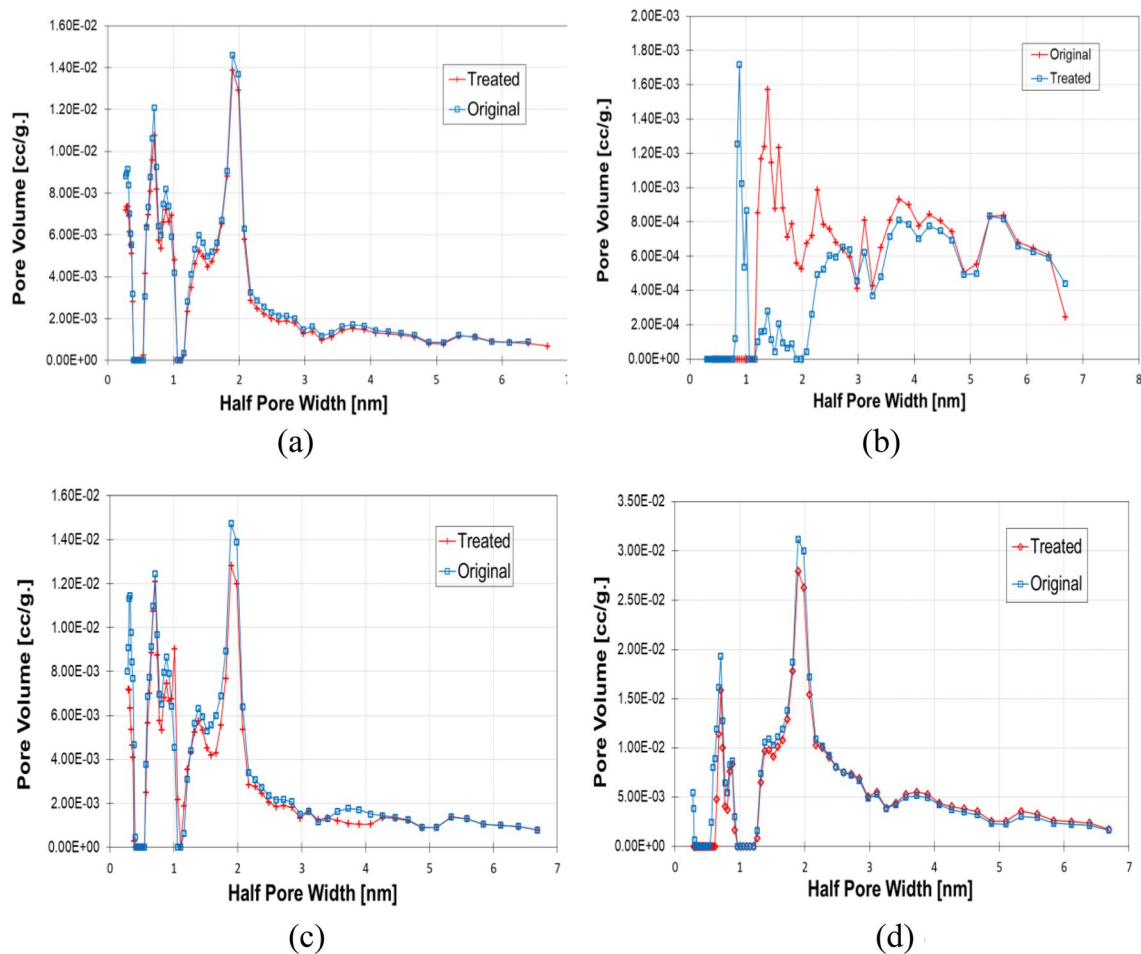 1.60E-02
1.40E-02
1.20E-02
1.00E-02
8.00E-03
6.00E-03
4.00E-03
2.00E-03
0.00E+00
Pore Volume [cc/g.]
Treated
Original
0 1 2 3 4 5 6 7
Half Pore Width [nm]
(a)
2.00E-03
1.80E-03
1.60E-03
1.40E-03
1.20E-03
1.00E-03
8.00E-04
6.00E-04
4.00E-04
2.00E-04
0.00E+00
Pore Volume [cc/g.]
Original
Treated
0 1 2 3 4 5 6 7 8
Half Pore Width [nm]
(b)
1.60E-02
1.40E-02
1.20E-02
1.00E-02
8.00E-03
6.00E-03
4.00E-03
2.00E-03
0.00E+00
Pore Volume [cc/g.]
Treated
Original
0 1 2 3 4 5 6 7
Half Pore Width [nm]
(c)
3.50E-02
3.00E-02
2.50E-02
2.00E-02
1.50E-02
1.00E-02
5.00E-03
0.00E+00
Pore Volume [cc/g.]
Treated
Original
0 1 2 3 4 5 6 7
Half Pore Width [nm]
(d)